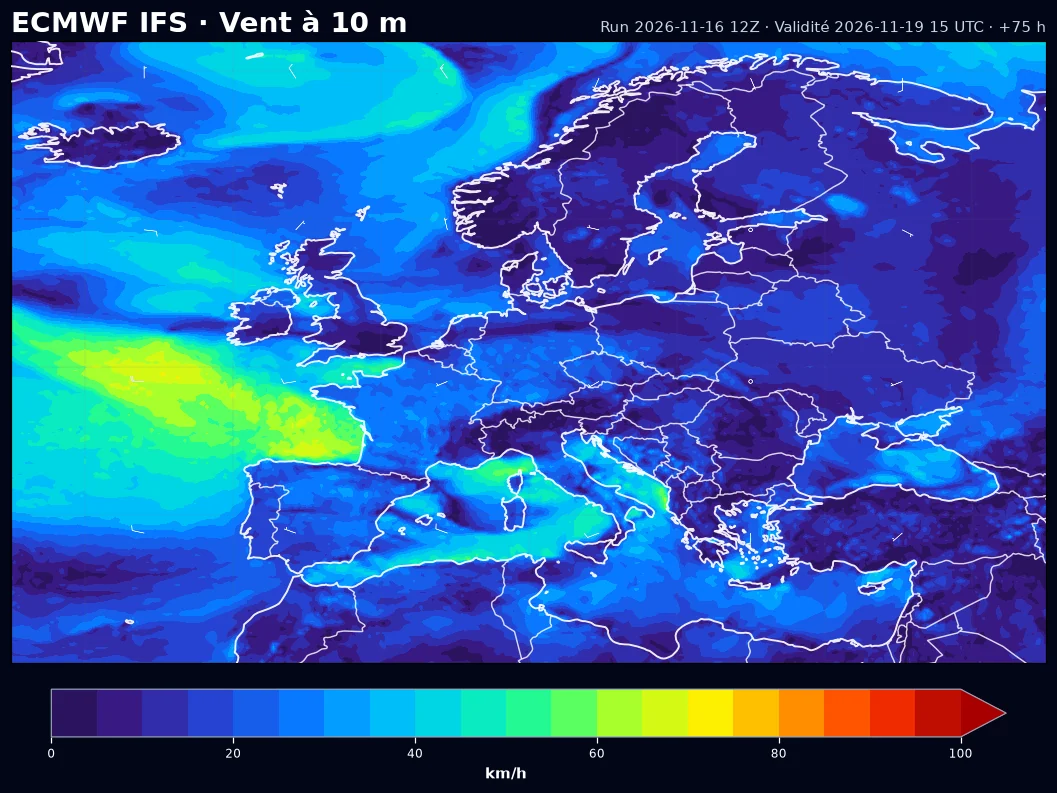 ECMWF IFS · Vent à 10 m
Run 2026-11-16 12Z · Validité 2026-11-19 15 UTC · +75 h
0 20 40 60 80 100
km/h